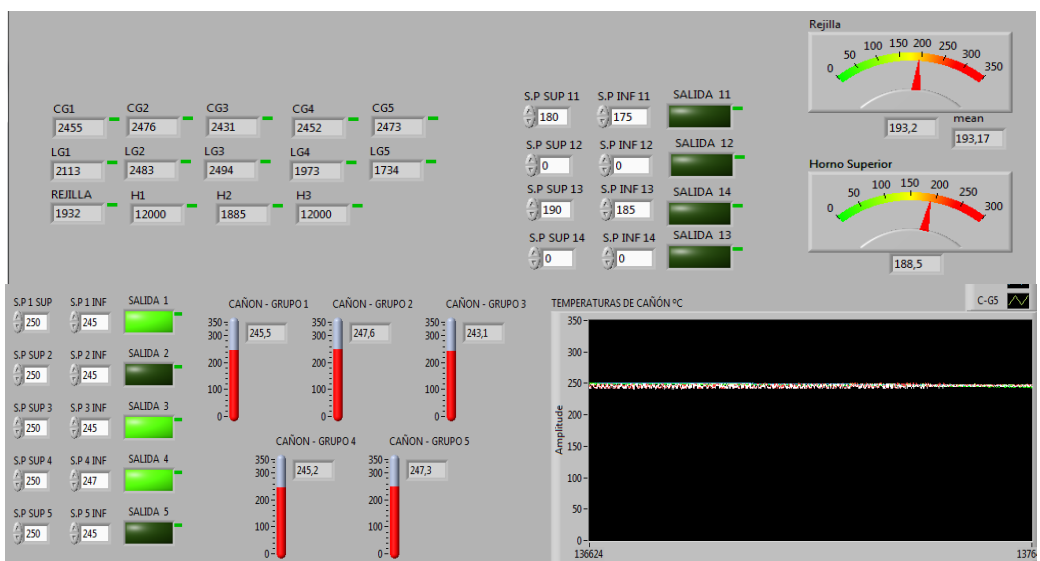 Rejilla
0 50 100 150 200 250 300 350
193,2
mean
193,17
CG1 CG2 CG3 CG4 CG5
2455 2476 2431 2452 2473
LG1 LG2 LG3 LG4 LG5
2113 2483 2494 1973 1734
REJILLA H1 H2 H3
1932 12000 1885 12000
S.P SUP 11 S.P INF 11 SALIDA 11
180 175
S.P SUP 12 S.P INF 12 SALIDA 12
0 0
S.P SUP 13 S.P INF 13 SALIDA 14
190 185
S.P SUP 14 S.P INF 14 SALIDA 13
0 0
Horno Superior
0 50 100 150 200 250 300
188,5
S.P 1 SUP S.P 1 INF SALIDA 1
250 245
S.P SUP 2 S.P 2 INF SALIDA 2
250 245
S.P SUP 3 S.P 3 INF SALIDA 3
250 245
S.P SUP 4 S.P 4 INF SALIDA 4
250 247
S.P SUP 5 S.P 5 INF SALIDA 5
250 245
CAÑON - GRUPO 1 CAÑON - GRUPO 2 CAÑON - GRUPO 3
350 350 350
300 245,5 300 247,6 300 243,1
200 200 200
100 100 100
0 0 0
CAÑON - GRUPO 4 CAÑON - GRUPO 5
350 350
300 245,2 300 247,3
200 200
100 100
0 0
TEMPERATURAS DE CAÑÓN ºC
C-G5
Amplitude
350
300
250
200
150
100
50
0
136624 1376